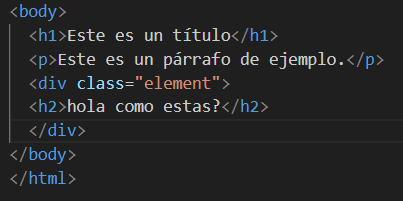 <body>
<h1>Este es un título</h1>
<p>Este es un párrafo de ejemplo.</p>
<div class="element">
<h2>hola como estas?</h2>
</div>
</body>
</html>